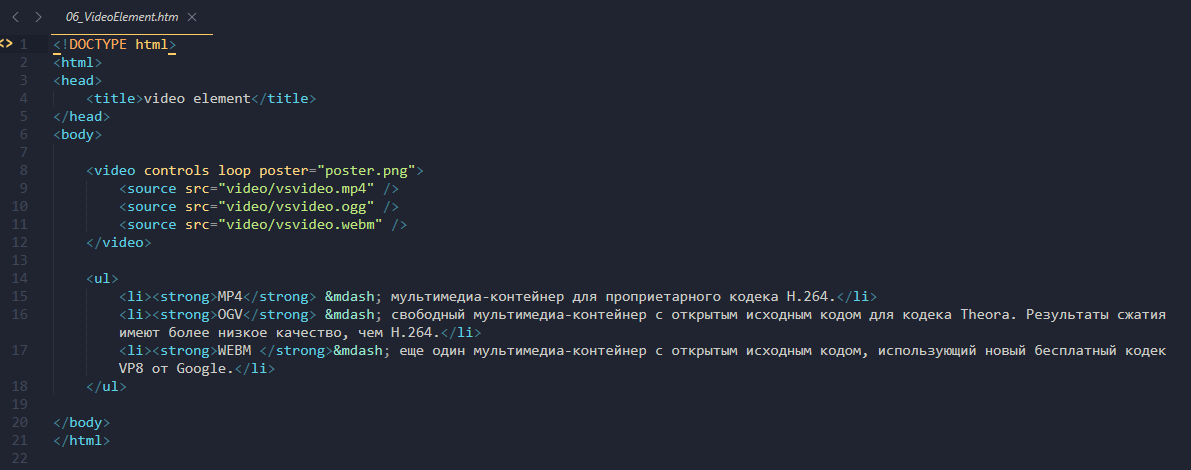 06_VideoElement.htm
1 <!DOCTYPE html>
2 <html>
3 <head>
4 <title>video element</title>
5 </head>
6 <body>
7
8 <video controls loop poster="poster.png">
9 <source src="video/vsvideo.mp4" />
10 <source src="video/vsvideo.ogg" />
11 <source src="video/vsvideo.webm" />
12 </video>
13
14 <ul>
15 <li><strong>MP4</strong> &mdash; мультимедиа-контейнер для проприетарного кодека H.264.</li>
16 <li><strong>OGV</strong> &mdash; свободный мультимедиа-контейнер с открытым исходным кодом для кодека Theora. Результаты сжатия
имеют более низкое качество, чем H.264.</li>
17 <li><strong>WEBM </strong>&mdash; еще один мультимедиа-контейнер с открытым исходным кодом, использующий новый бесплатный кодек
VP8 от Google.</li>
18 </ul>
19
20 </body>
21 </html>
22